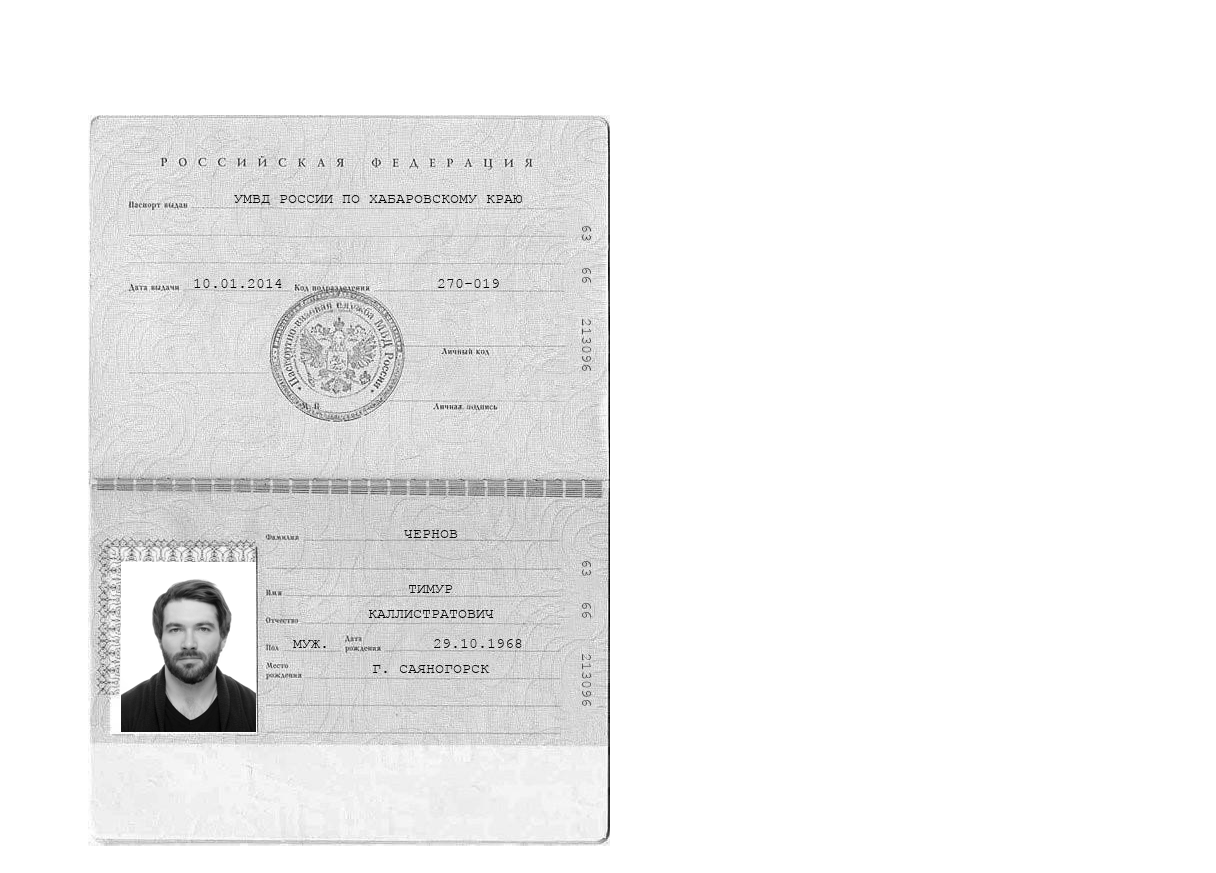 РОССИЙСКАЯ ФЕДЕРАЦИЯ
Паспорт выдан УМВД РОССИИ ПО ХАБАРОВСКОМУ КРАЮ
Дата выдачи 10.01.2014 Код подразделения 270-019
Паспортно-визовая служба МВД России
Личный код
М.П.
Личная подпись
63 66 213096
Фамилия ЧЕРНОВ
Имя ТИМУР
Отчество КАЛЛИСТРАТОВИЧ
Пол МУЖ. Дата рождения 29.10.1968
Место рождения Г. САЯНОГОРСК
63 66 213096